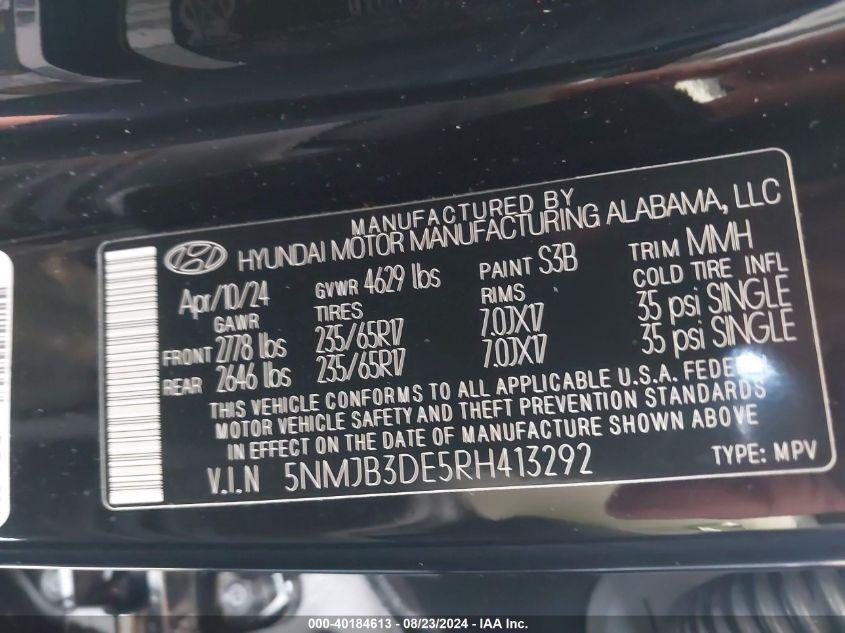 MANUFACTURED BY
HYUNDAI MOTOR MANUFACTURING ALABAMA, LLC
Apr/10/24 GVWR 4629 lbs PAINT S3B TRIM MMH
GAWR TIRES RIMS COLD TIRE INFL
FRONT 2778 lbs 235/65R17 7.0JX17 35 psi SINGLE
REAR 2646 lbs 235/65R17 7.0JX17 35 psi SINGLE
THIS VEHICLE CONFORMS TO ALL APPLICABLE U.S.A. FEDERAL
MOTOR VEHICLE SAFETY AND THEFT PREVENTION STANDARDS
IN EFFECT ON THE DATE OF MANUFACTURE SHOWN ABOVE
V.I.N 5NMJB3DE5RH413292 TYPE: MPV
000-40184613 - 08/23/2024 - IAA Inc.